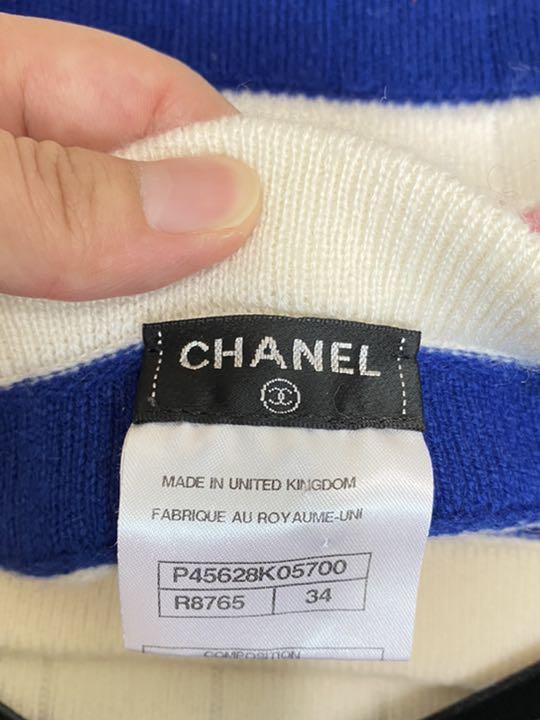 CHANEL
MADE IN UNITED KINGDOM
FABRIQUE AU ROYAUME-UNI
P45628K05700
R8765 34
COMPOSITION